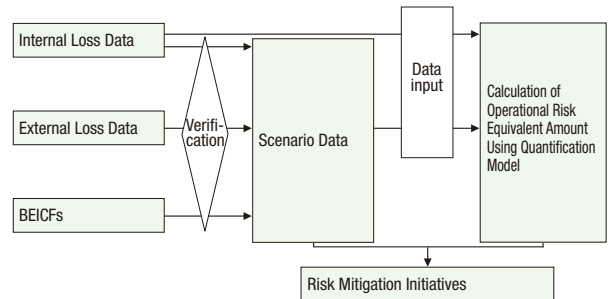 Internal Loss Data
External Loss Data
BEICFs
Verifi-
cation
Scenario Data
Data
input
Calculation of
Operational Risk
Equivalent Amount
Using Quantification
Model
Risk Mitigation Initiatives